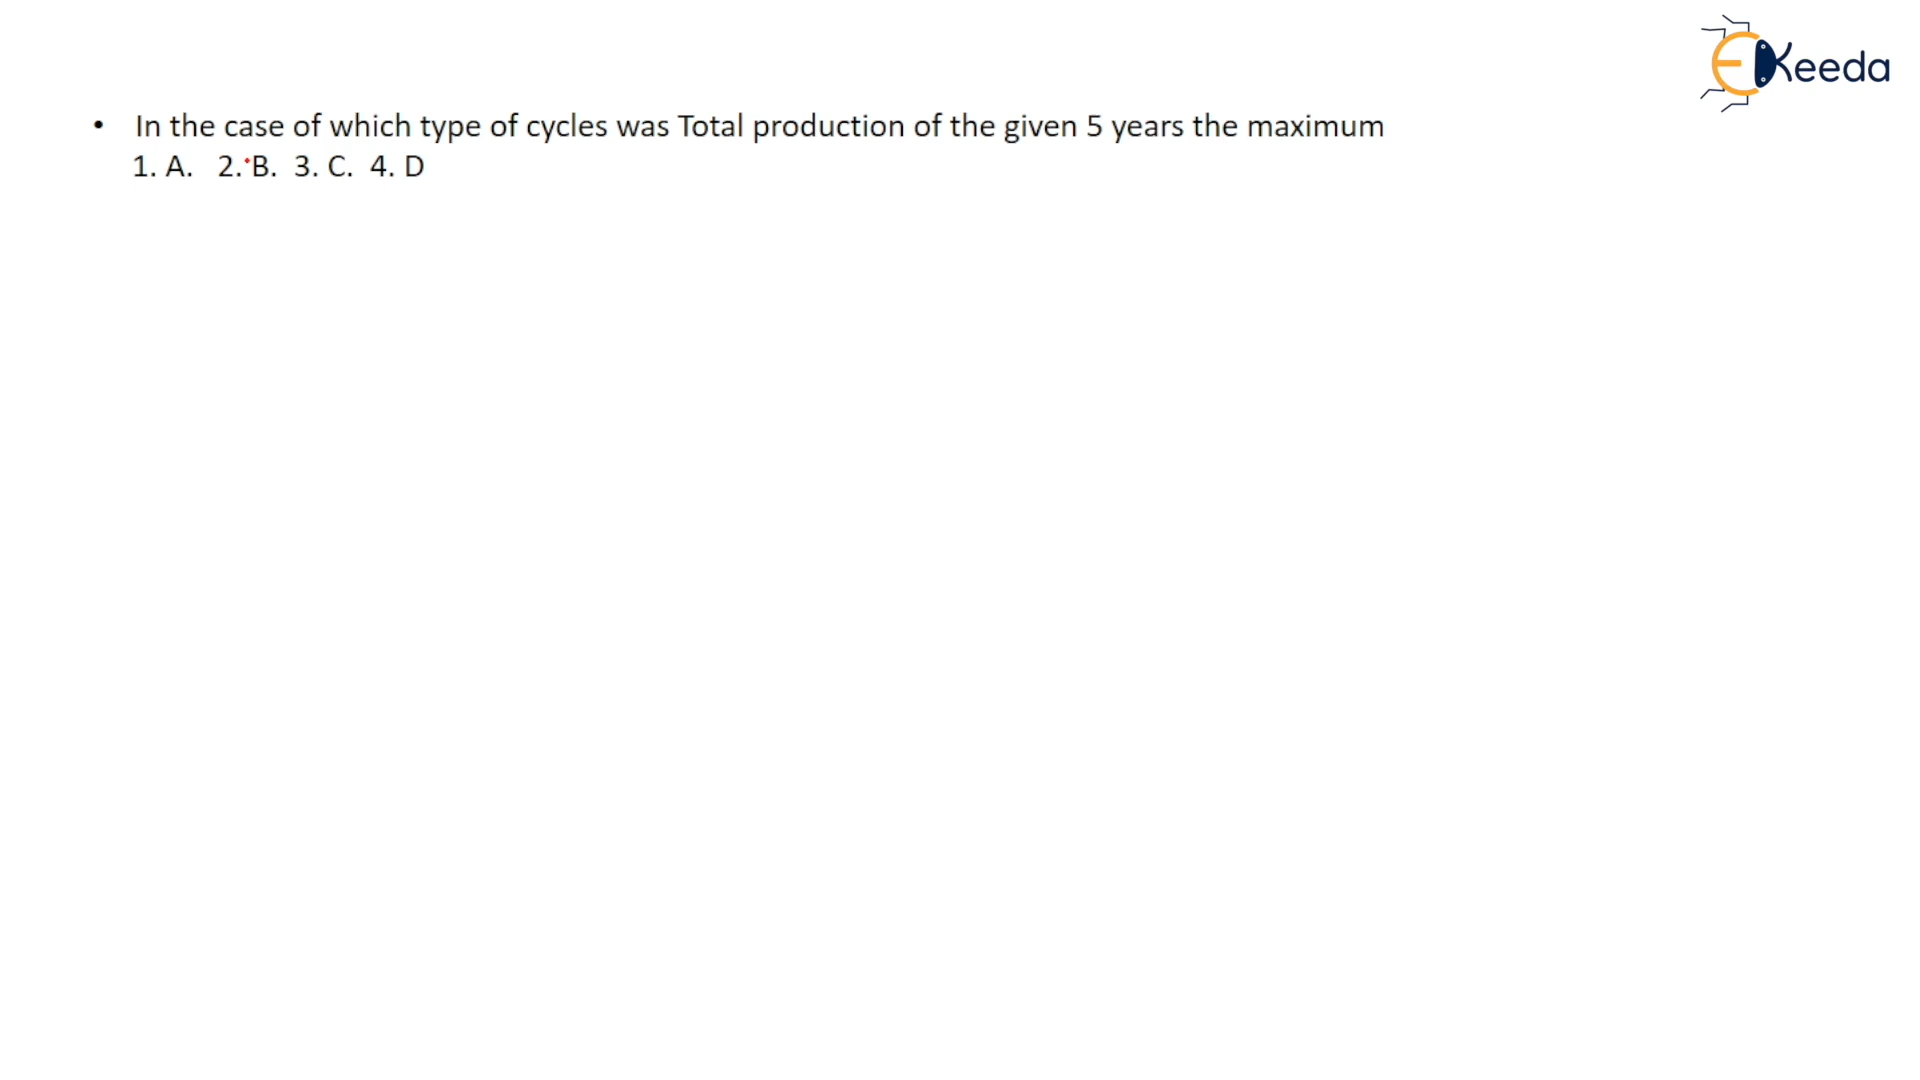 Keeda
• In the case of which type of cycles was Total production of the given 5 years the maximum
1. A. 2. B. 3. C. 4. D